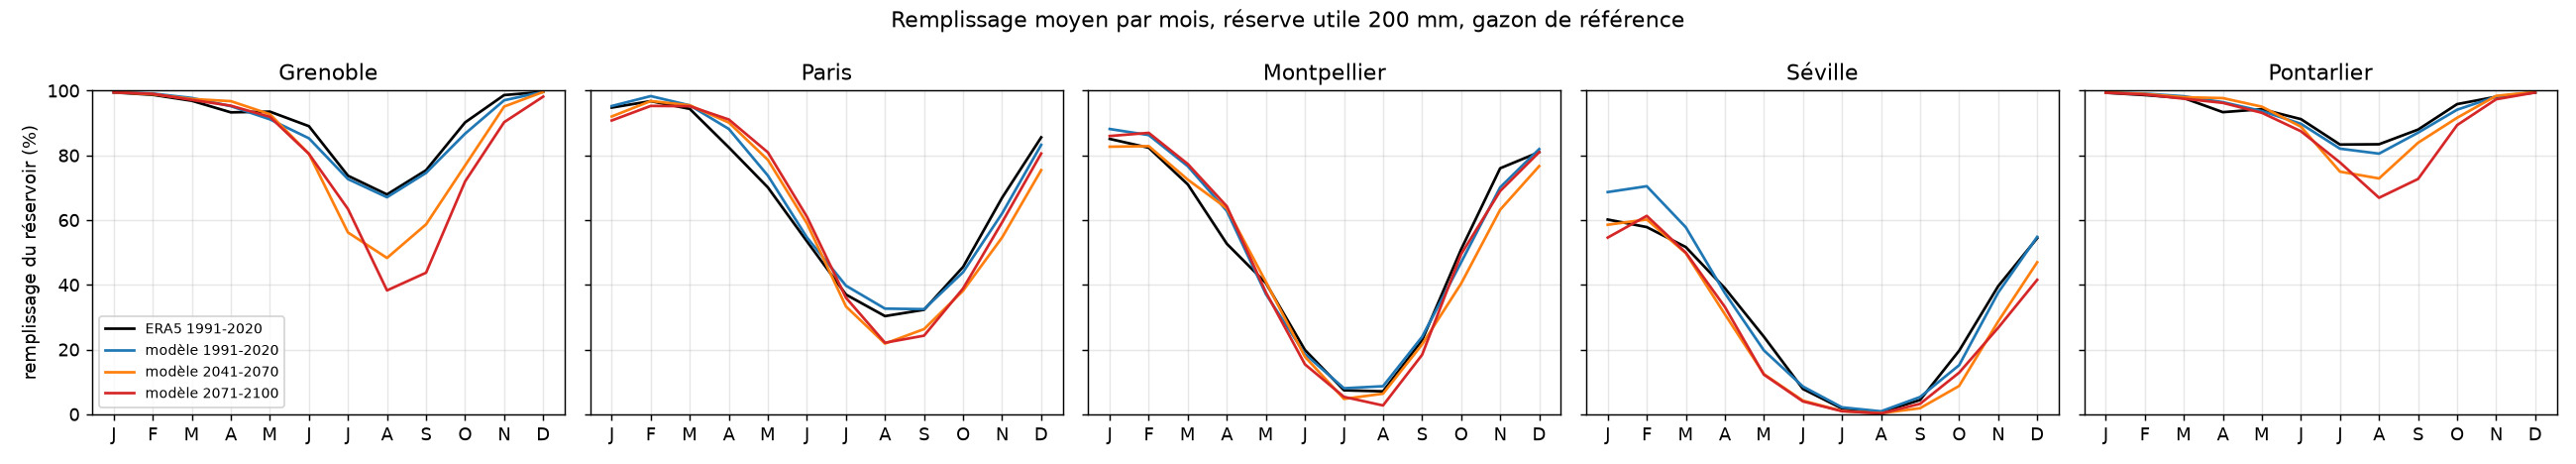 Remplissage moyen par mois, réserve utile 200 mm, gazon de référence
Grenoble
Paris
Montpellier
Séville
Pontarlier
remplissage du réservoir (%)
100
80
60
40
20
0
ERA5 1991-2020
modèle 1991-2020
modèle 2041-2070
modèle 2071-2100
J F M A M J J A S O N D
J F M A M J J A S O N D
J F M A M J J A S O N D
J F M A M J J A S O N D
J F M A M J J A S O N D